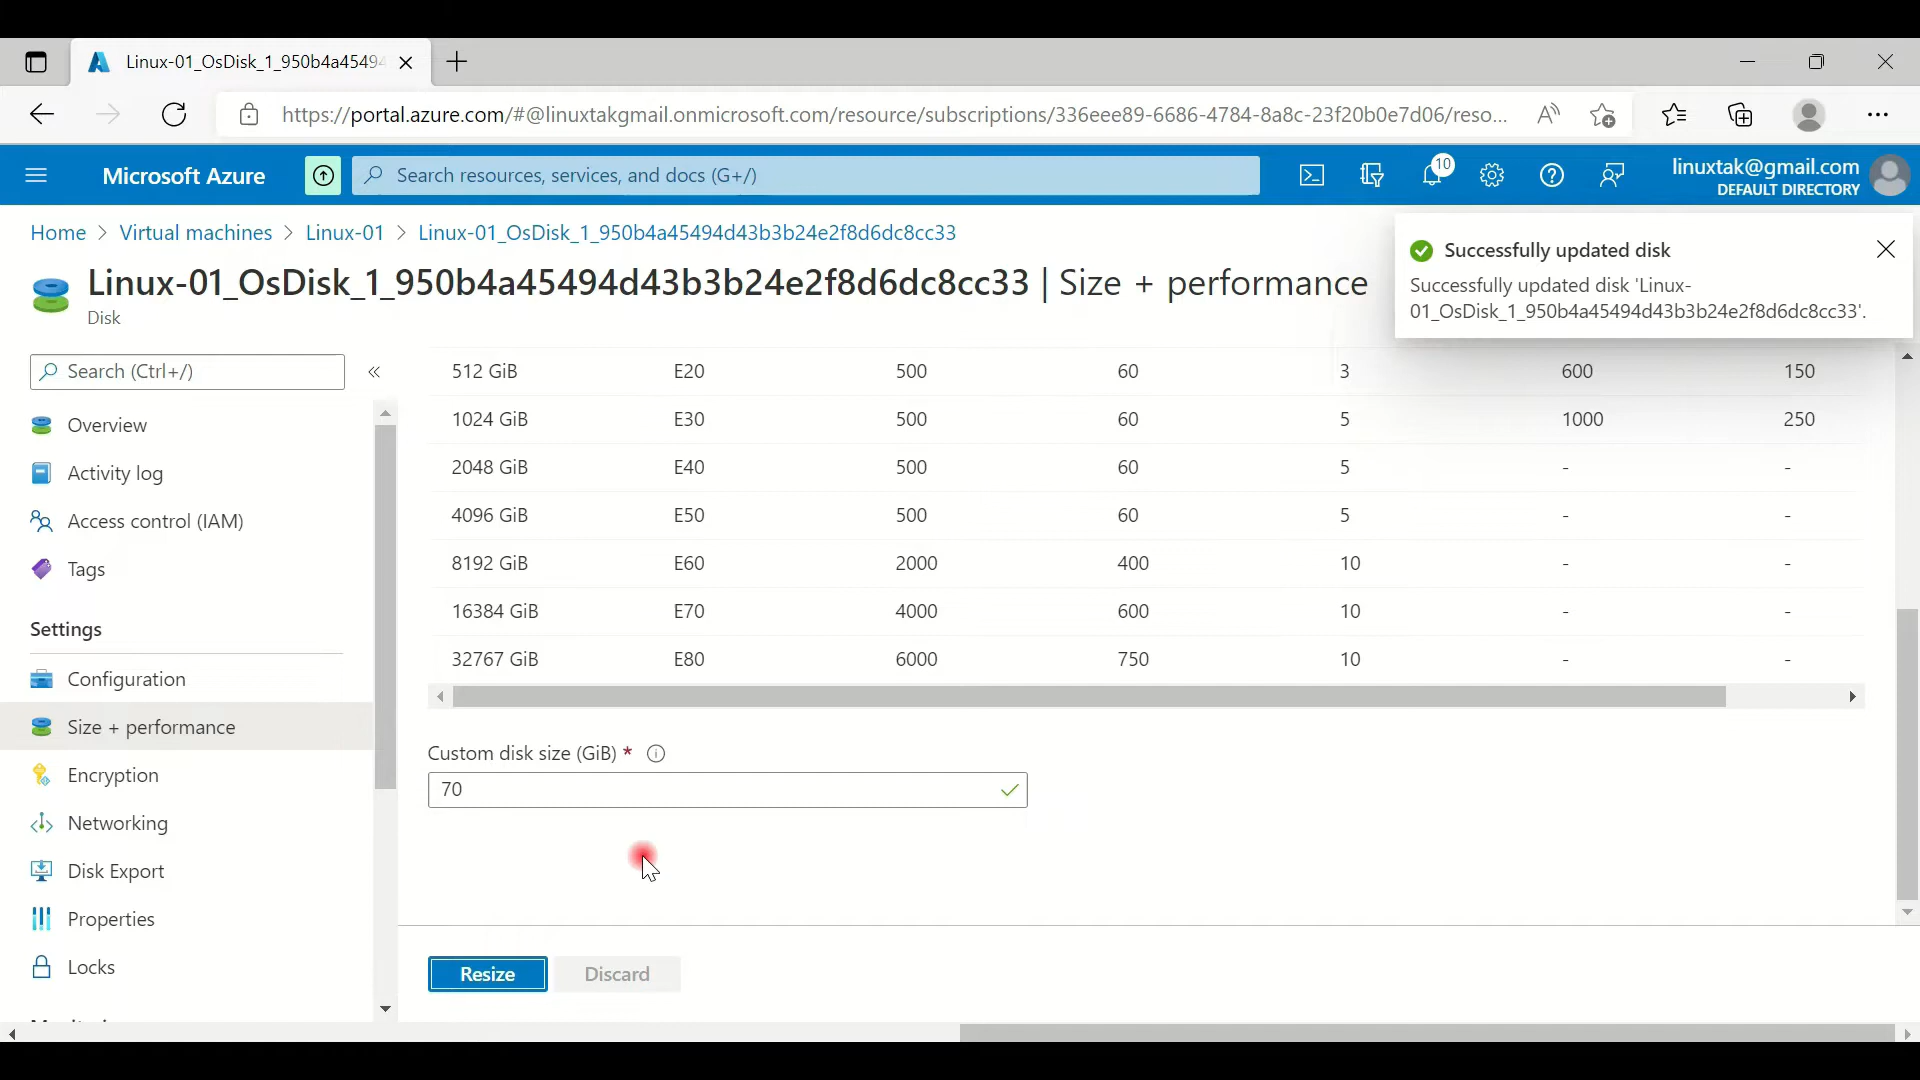 Linux-01_OsDisk_1_950b4a4549
https://portal.azure.com/#@linuxtakgmail.onmicrosoft.com/resource/subscriptions/336eee89-6686-4784-8a8c-23f20b0e7d06/reso...
Microsoft Azure
Search resources, services, and docs (G+/)
10
linuxtak@gmail.com
DEFAULT DIRECTORY
Home > Virtual machines > Linux-01 > Linux-01_OsDisk_1_950b4a45494d43b3b24e2f8d6dc8cc33
Linux-01_OsDisk_1_950b4a45494d43b3b24e2f8d6dc8cc33 | Size + performance
Disk
Successfully updated disk
Successfully updated disk 'Linux-
01_OsDisk_1_950b4a45494d43b3b24e2f8d6dc8cc33'.
Search (Ctrl+/)
«
Overview
Activity log
Access control (IAM)
Tags
Settings
Configuration
Size + performance
Encryption
Networking
Disk Export
Properties
Locks
512 GiB E20 500 60 3 600 150
1024 GiB E30 500 60 5 1000 250
2048 GiB E40 500 60 5 - -
4096 GiB E50 500 60 5 - -
8192 GiB E60 2000 400 10 - -
16384 GiB E70 4000 600 10 - -
32767 GiB E80 6000 750 10 - -
Custom disk size (GiB) *
70
Resize
Discard